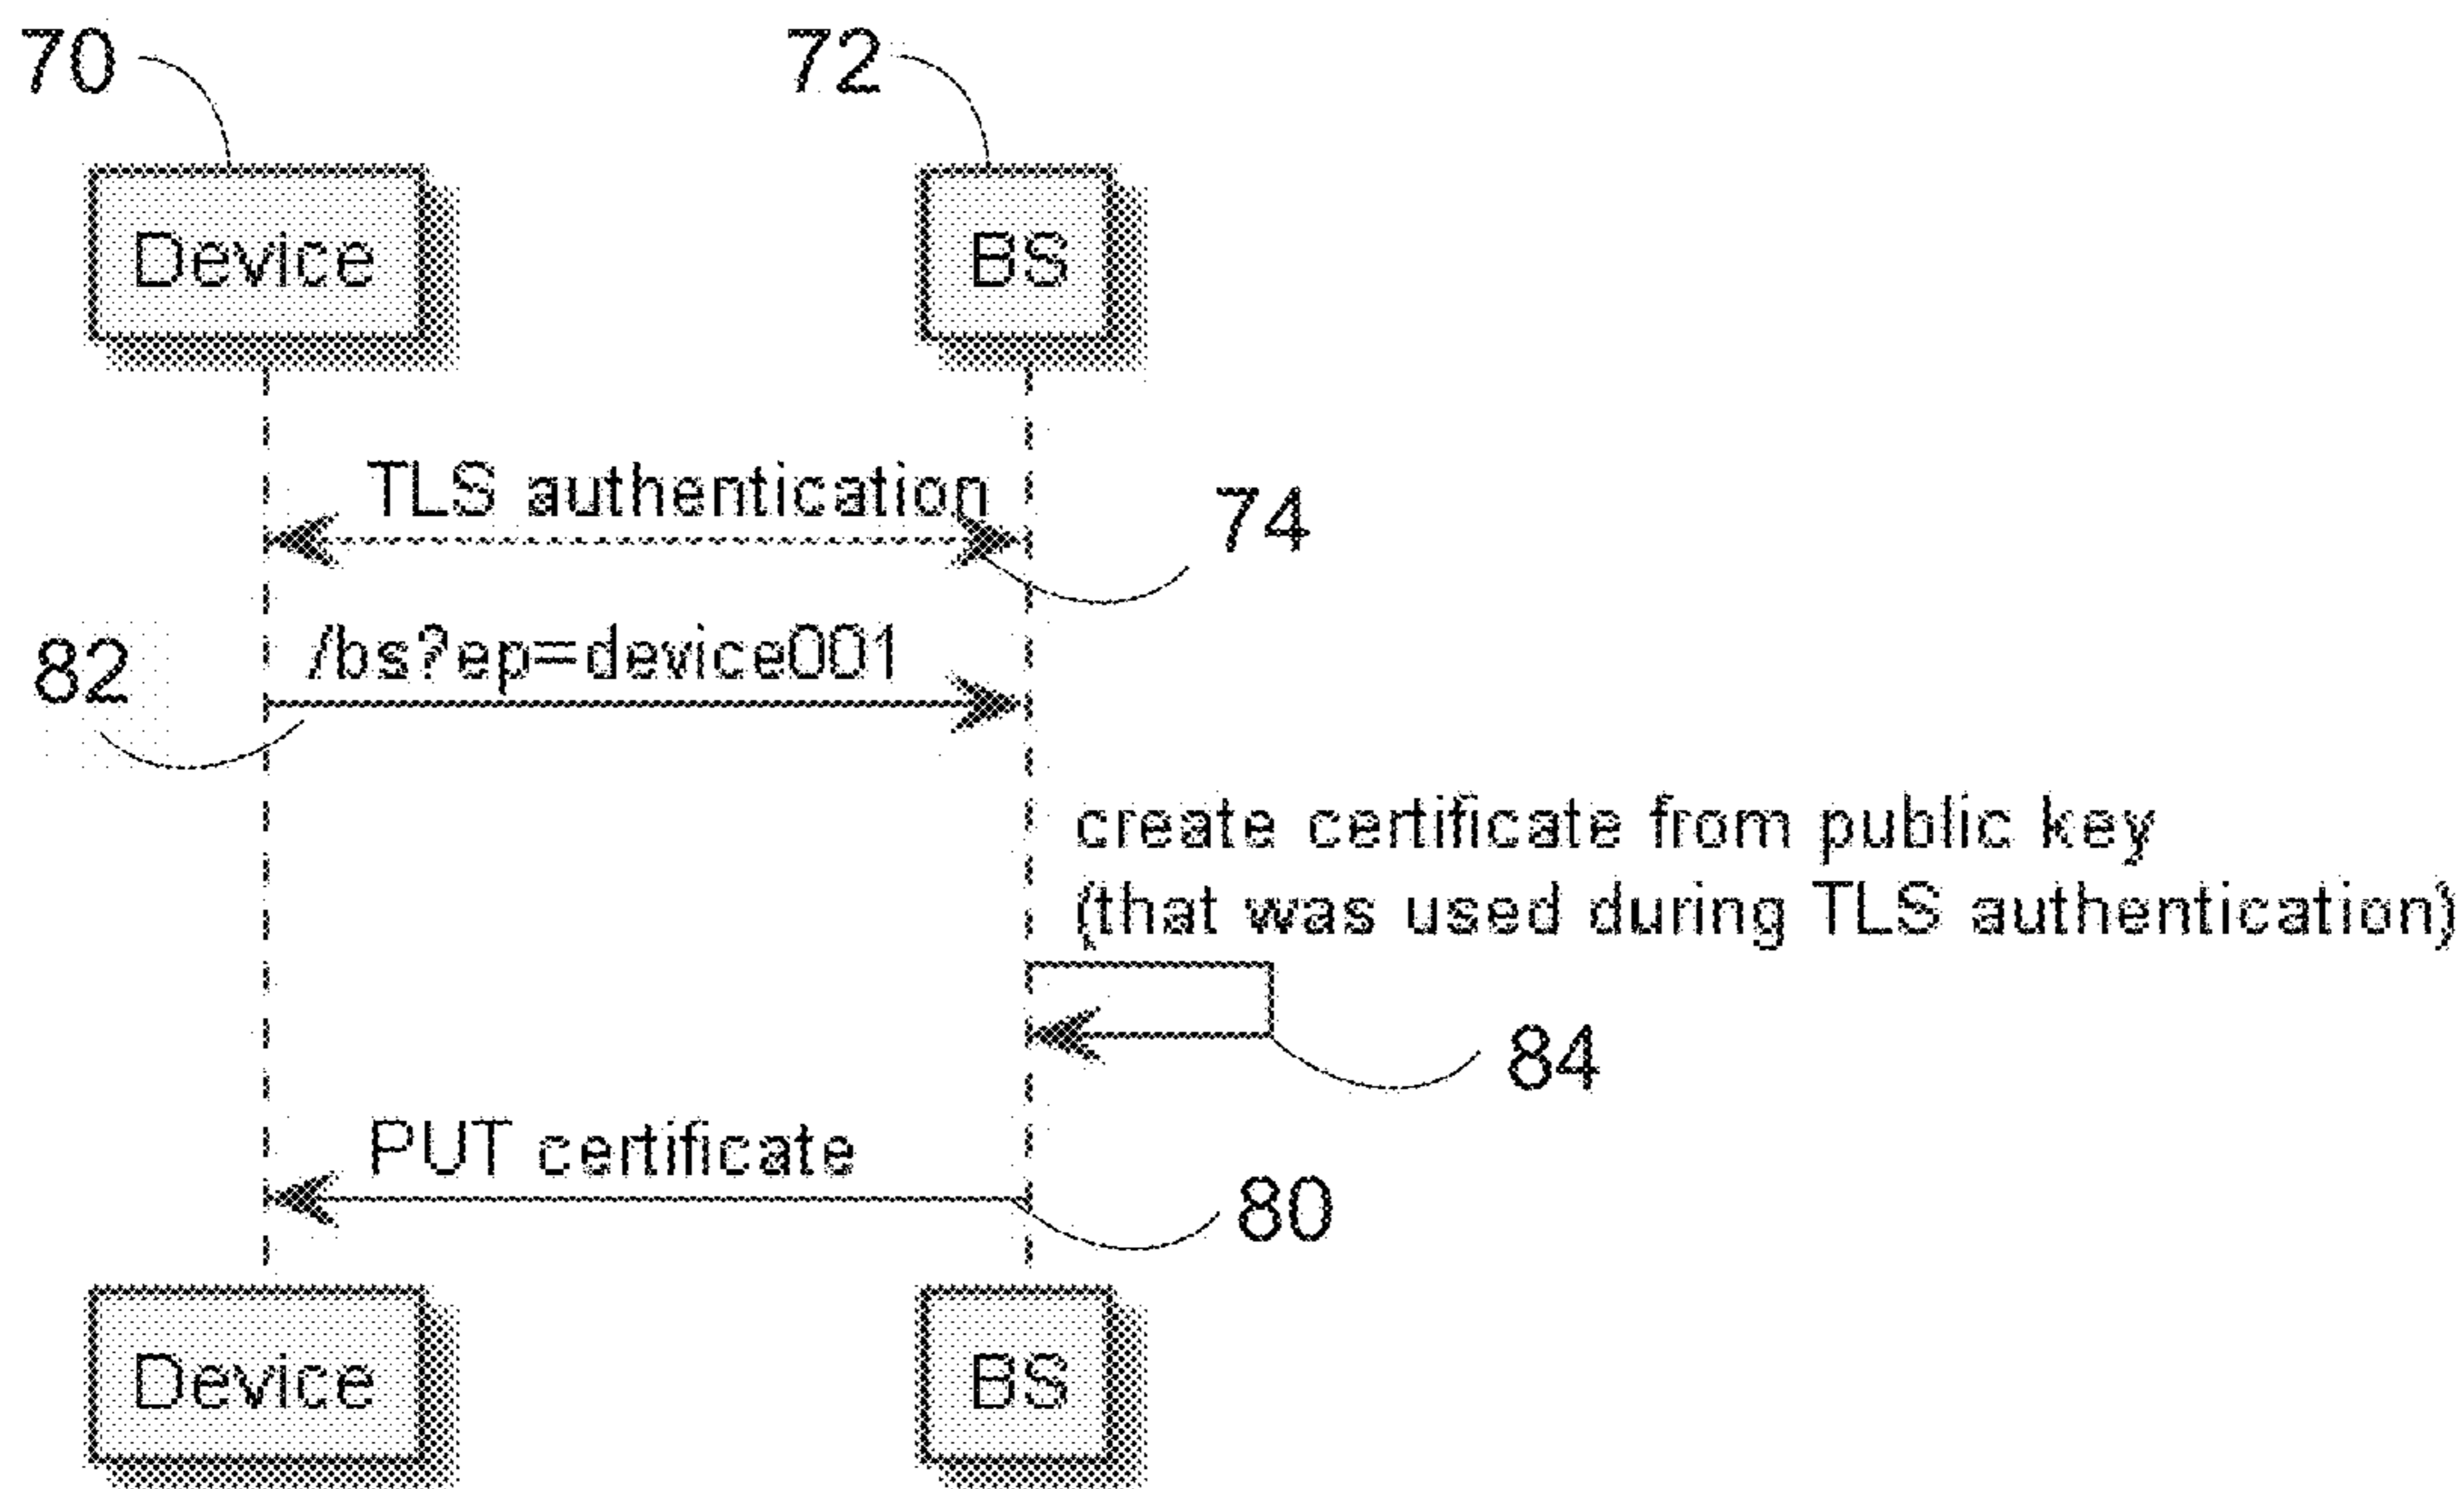 70
72
Device
BS
TLS authentication
74
/bs?ep=device001
82
create certificate from public key
(that was used during TLS authentication)
84
PUT certificate
80
Device
BS